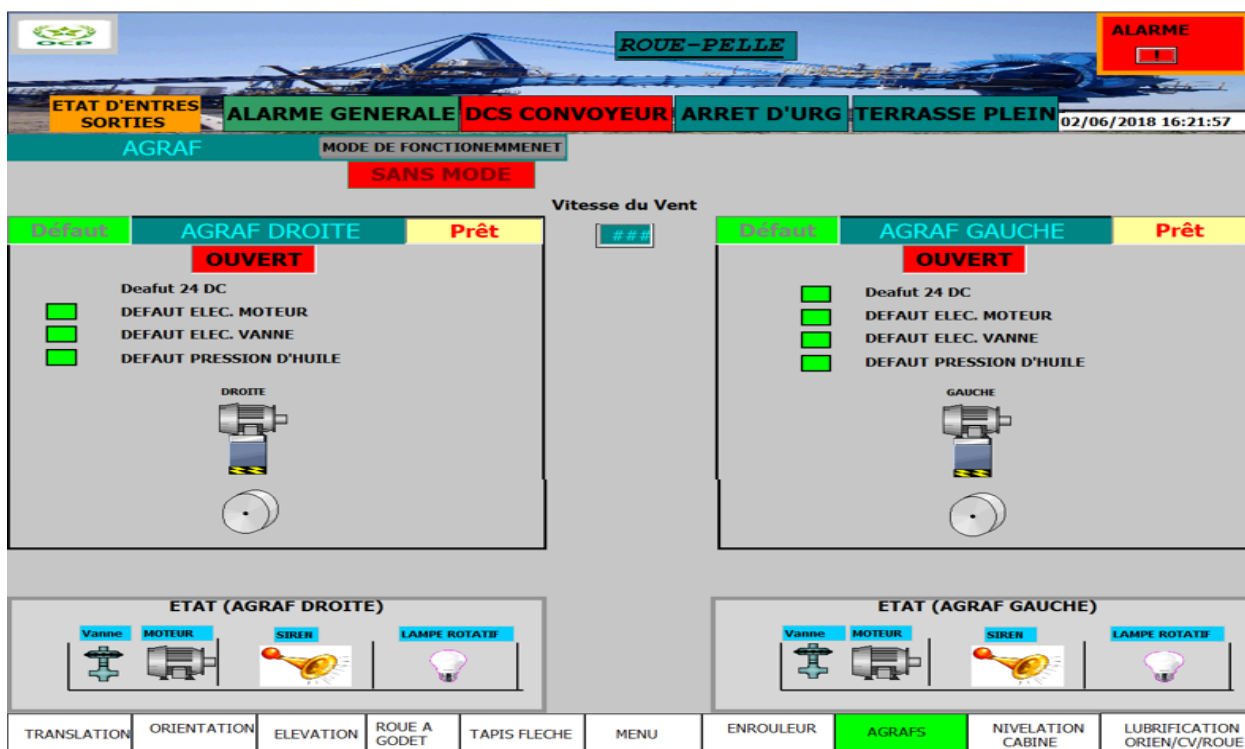 OCP
ROUE-PELLE
ALARME
!
ETAT D'ENTRES
SORTIES
ALARME GENERALE
DCS CONVOYEUR
ARRET D'URG
TERRASSE PLEIN
02/06/2018 16:21:57
AGRAF
MODE DE FONCTIONEMMENET
SANS MODE
Vitesse du Vent
###
Défaut
AGRAF DROITE
Prêt
OUVERT
Deafut 24 DC
DEFAUT ELEC. MOTEUR
DEFAUT ELEC. VANNE
DEFAUT PRESSION D'HUILE
DROITE
Défaut
AGRAF GAUCHE
Prêt
OUVERT
Deafut 24 DC
DEFAUT ELEC. MOTEUR
DEFAUT ELEC. VANNE
DEFAUT PRESSION D'HUILE
GAUCHE
ETAT (AGRAF DROITE)
Vanne
MOTEUR
SIREN
LAMPE ROTATIF
ETAT (AGRAF GAUCHE)
Vanne
MOTEUR
SIREN
LAMPE ROTATIF
TRANSLATION
ORIENTATION
ELEVATION
ROUE A
GODET
TAPIS FLECHE
MENU
ENROULEUR
AGRAFS
NIVELATION
CABINE
LUBRIFICATION
ORIEN/CV/ROUE